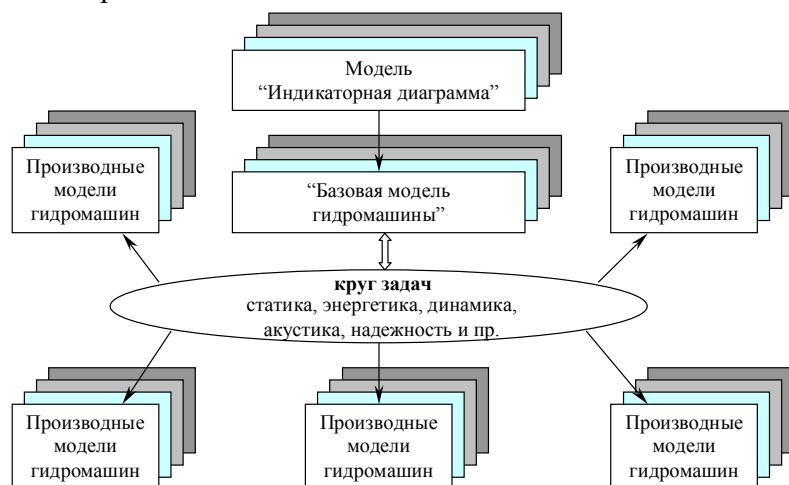 Модель
“Индикаторная диаграмма”
Производные
модели
гидромашин
“Базовая модель
гидромашины”
Производные
модели
гидромашин
круг задач
статика, энергетика, динамика,
акустика, надежность и пр.
Производные
модели
гидромашин
Производные
модели
гидромашин
Производные
модели
гидромашин